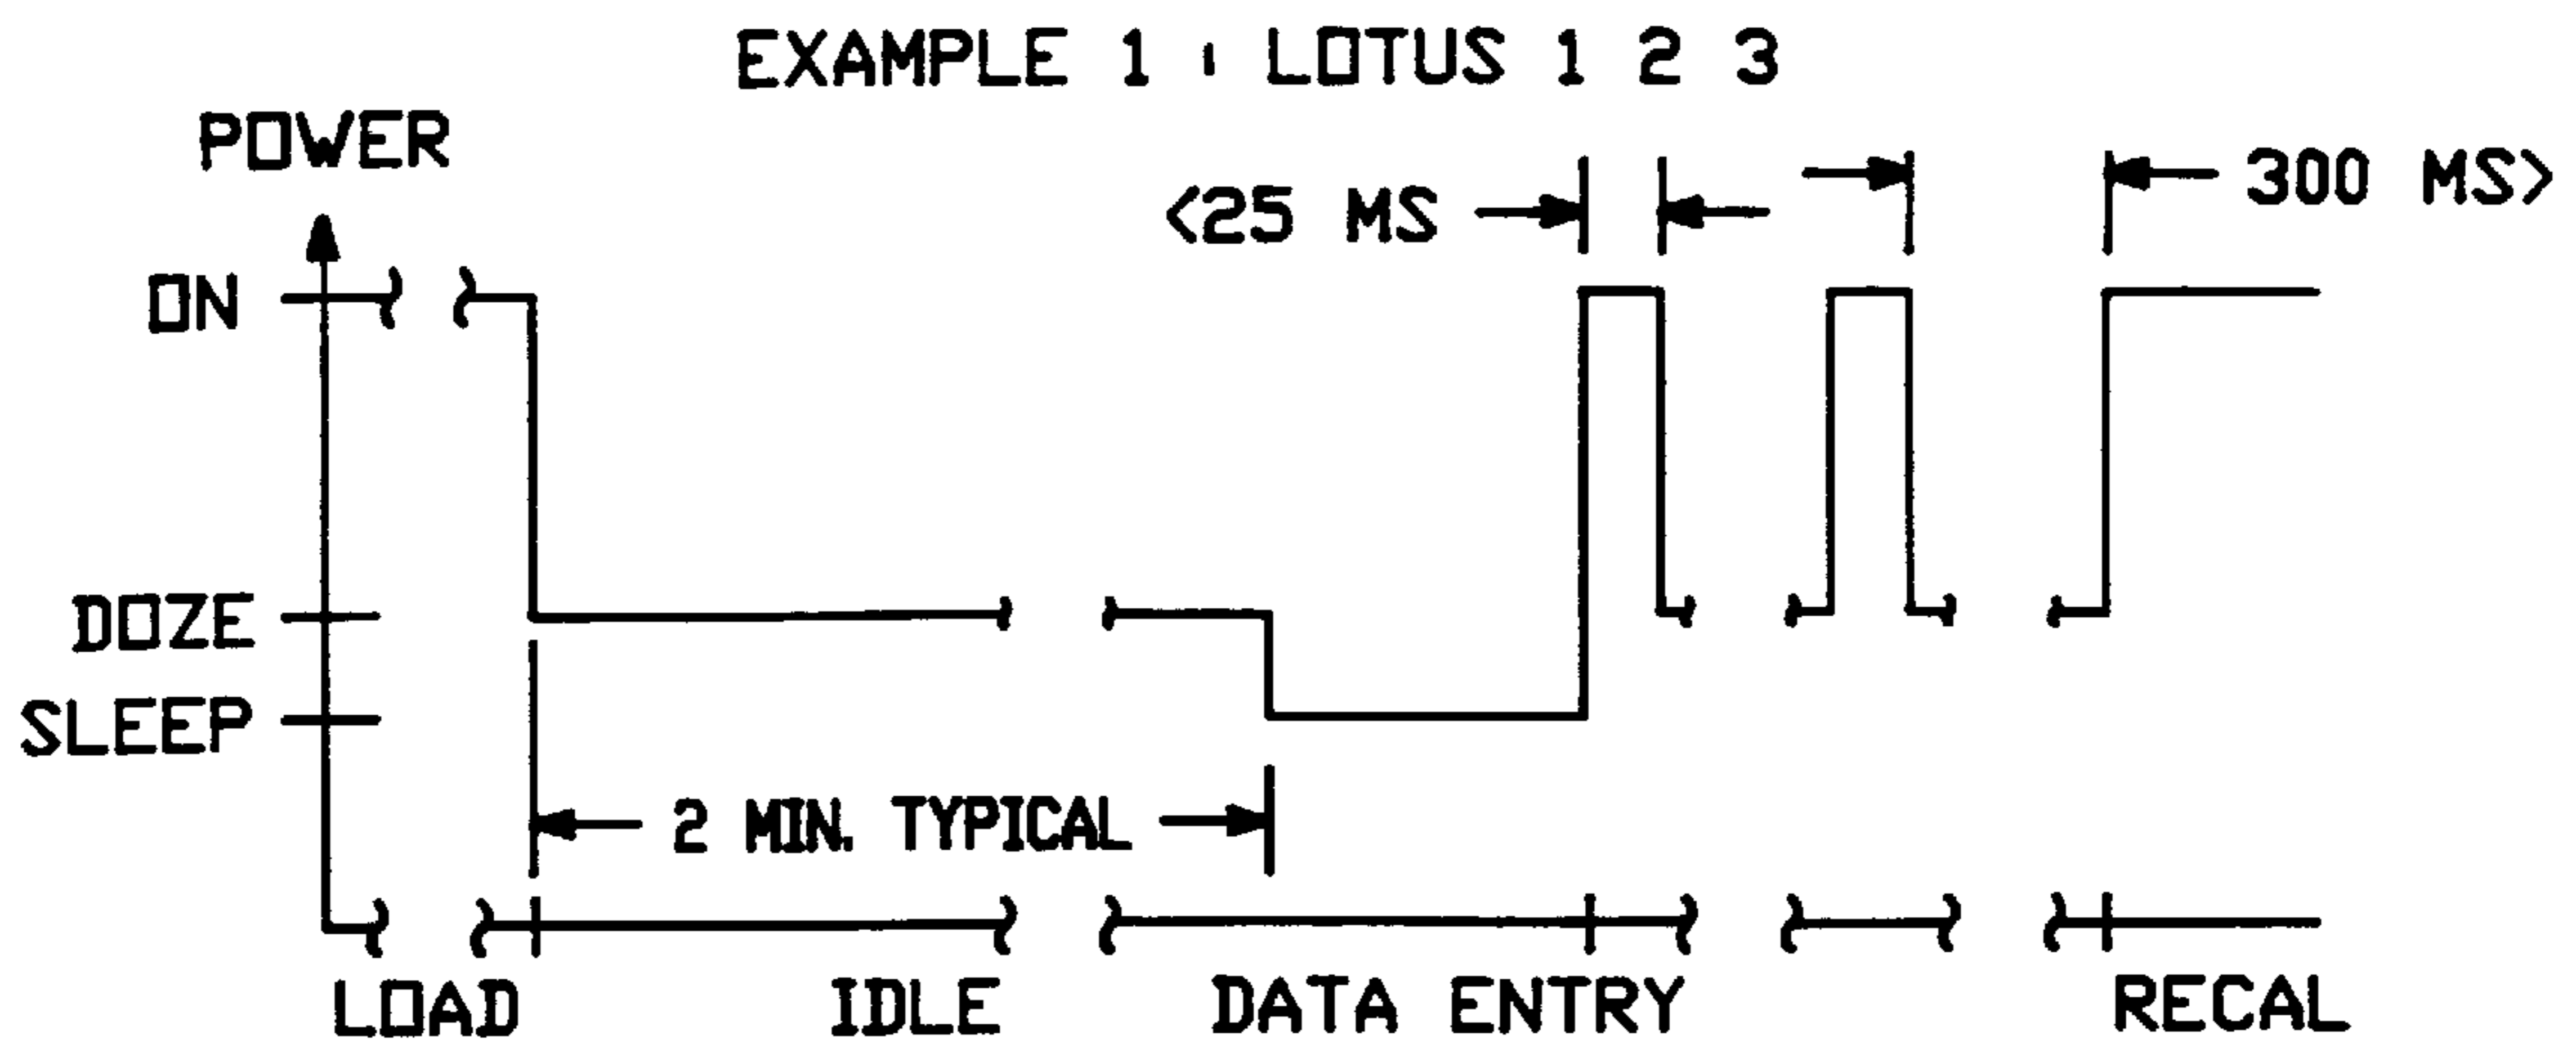 EXAMPLE 1 : LOTUS 1 2 3
POWER
<25 MS
300 MS>
ON
DOZE
SLEEP
2 MIN. TYPICAL
LOAD
IDLE
DATA ENTRY
RECAL